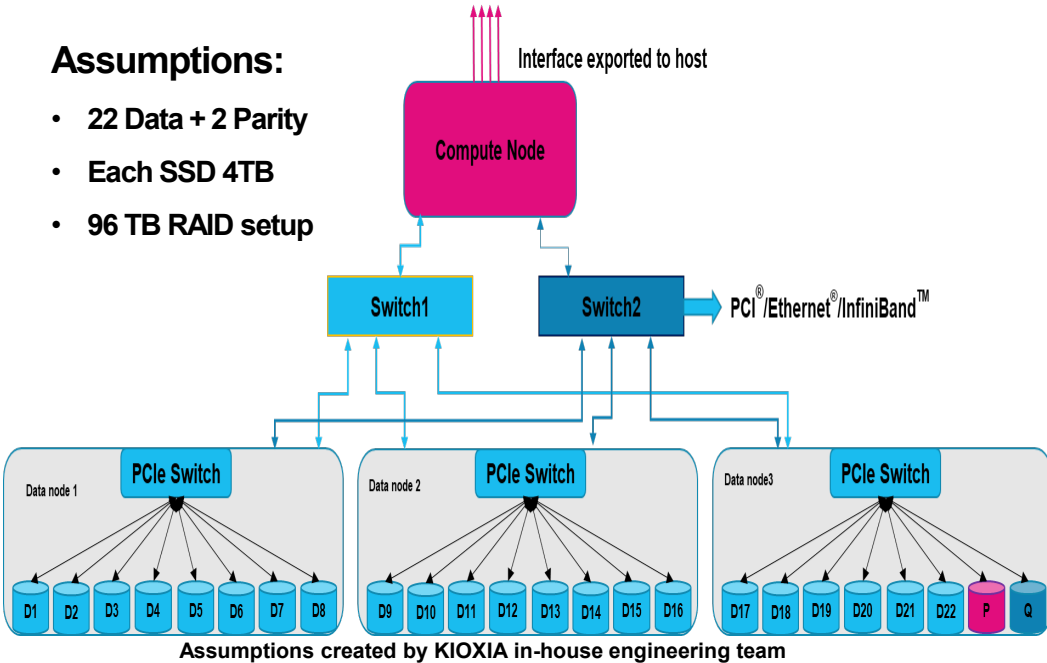 Assumptions:
• 22 Data + 2 Parity
• Each SSD 4TB
• 96 TB RAID setup
Interface exported to host
Compute Node
Switch1
Switch2
PCI®/Ethernet®/InfiniBand™
Data node 1
PCIe Switch
D1 D2 D3 D4 D5 D6 D7 D8
Data node 2
PCIe Switch
D9 D10 D11 D12 D13 D14 D15 D16
Data node3
PCIe Switch
D17 D18 D19 D20 D21 D22 P Q
Assumptions created by KIOXIA in-house engineering team